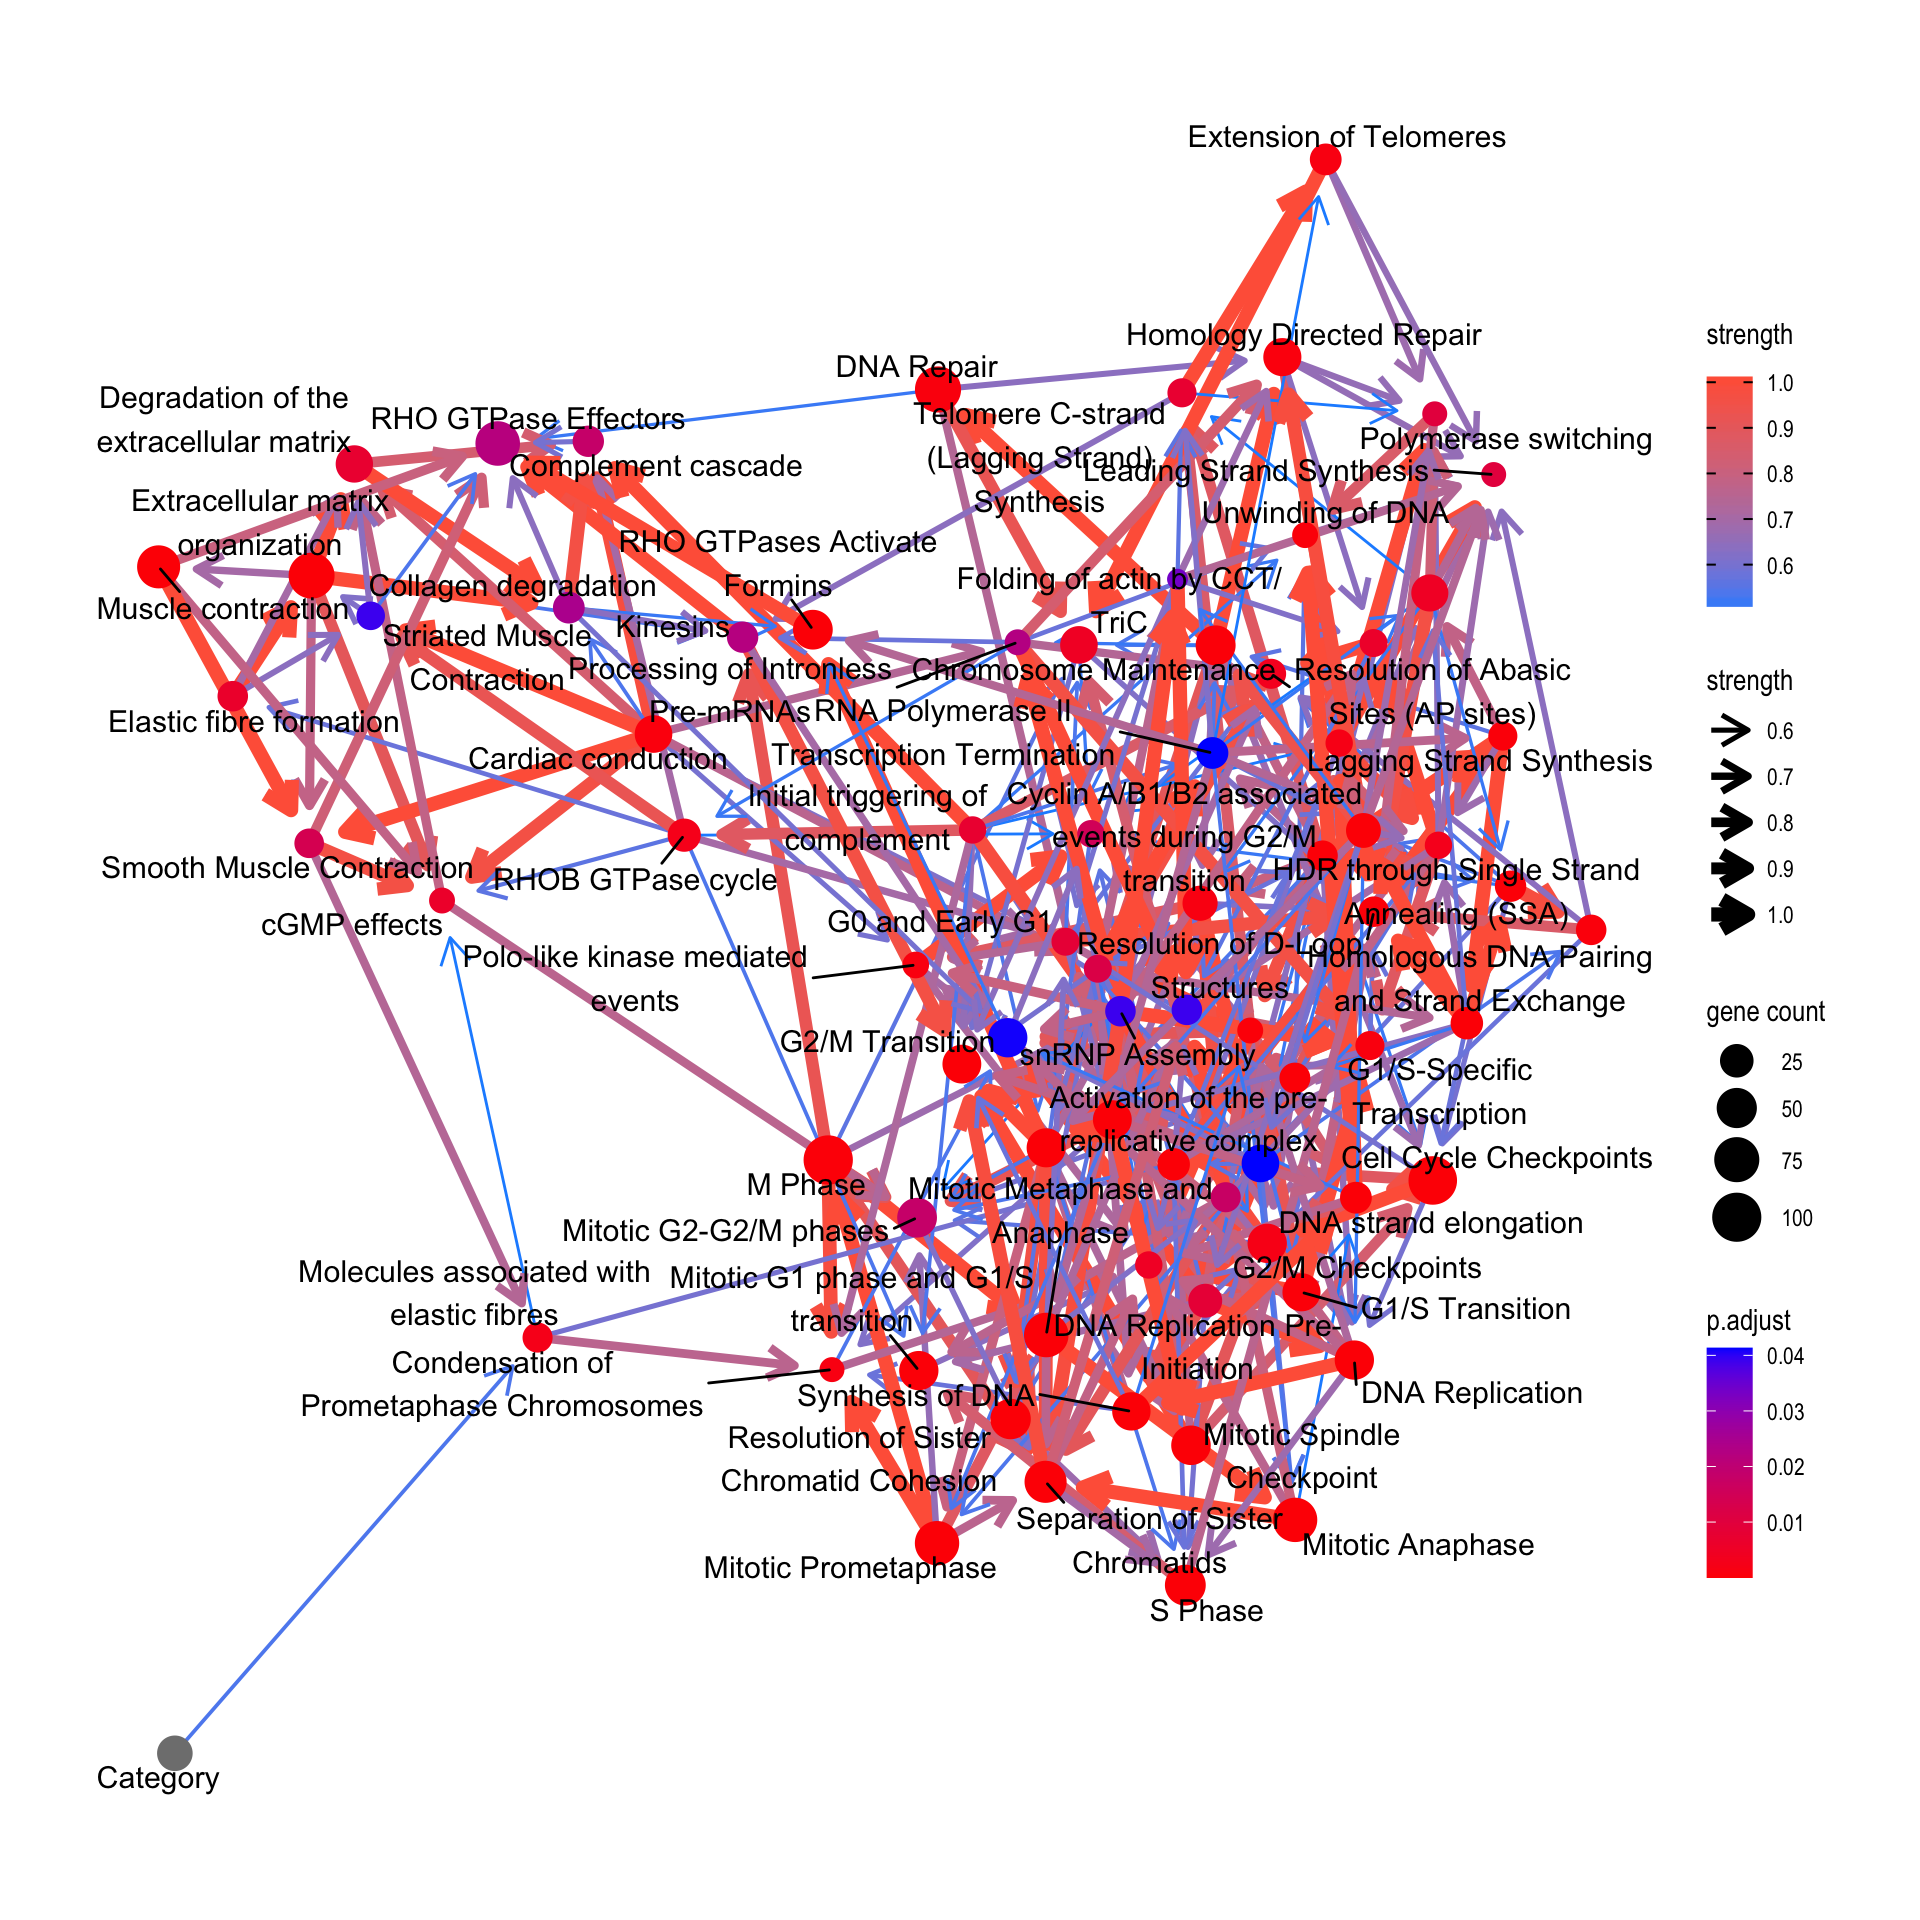 Extension of Telomeres
Homology Directed Repair
DNA Repair
Degradation of the
extracellular matrix
RHO GTPase Effectors
Telomere C-strand
(Lagging Strand)
Synthesis
Polymerase switching
Complement cascade
Leading Strand Synthesis
Extracellular matrix
organization
Unwinding of DNA
RHO GTPases Activate
Formins
Collagen degradation
Folding of actin by CCT/
TriC
Muscle contraction
Kinesins
Striated Muscle
Contraction
Processing of Intronless
Pre-mRNAs
Chromosome Maintenance
Resolution of Abasic
Sites (AP sites)
Elastic fibre formation
RNA Polymerase II
Transcription Termination
Cardiac conduction
Lagging Strand Synthesis
Initial triggering of
complement
Cyclin A/B1/B2 associated
events during G2/M
transition
Smooth Muscle Contraction
RHOB GTPase cycle
HDR through Single Strand
Annealing (SSA)
cGMP effects
G0 and Early G1
Polo-like kinase mediated
events
Resolution of D-Loop
Structures
Homologous DNA Pairing
and Strand Exchange
G2/M Transition
snRNP Assembly
G1/S-Specific
Transcription
Activation of the pre-
replicative complex
Cell Cycle Checkpoints
M Phase
Mitotic Metaphase and
Anaphase
Mitotic G2-G2/M phases
DNA strand elongation
Molecules associated with
elastic fibres
Mitotic G1 phase and G1/S
transition
G2/M Checkpoints
G1/S Transition
DNA Replication Pre-
Initiation
Condensation of
Prometaphase Chromosomes
Synthesis of DNA
DNA Replication
Resolution of Sister
Chromatid Cohesion
Mitotic Spindle
Checkpoint
Separation of Sister
Chromatids
Mitotic Anaphase
Mitotic Prometaphase
S Phase
Category
strength
1.0
0.9
0.8
0.7
0.6
strength
0.6
0.7
0.8
0.9
1.0
gene count
25
50
75
100
p.adjust
0.04
0.03
0.02
0.01